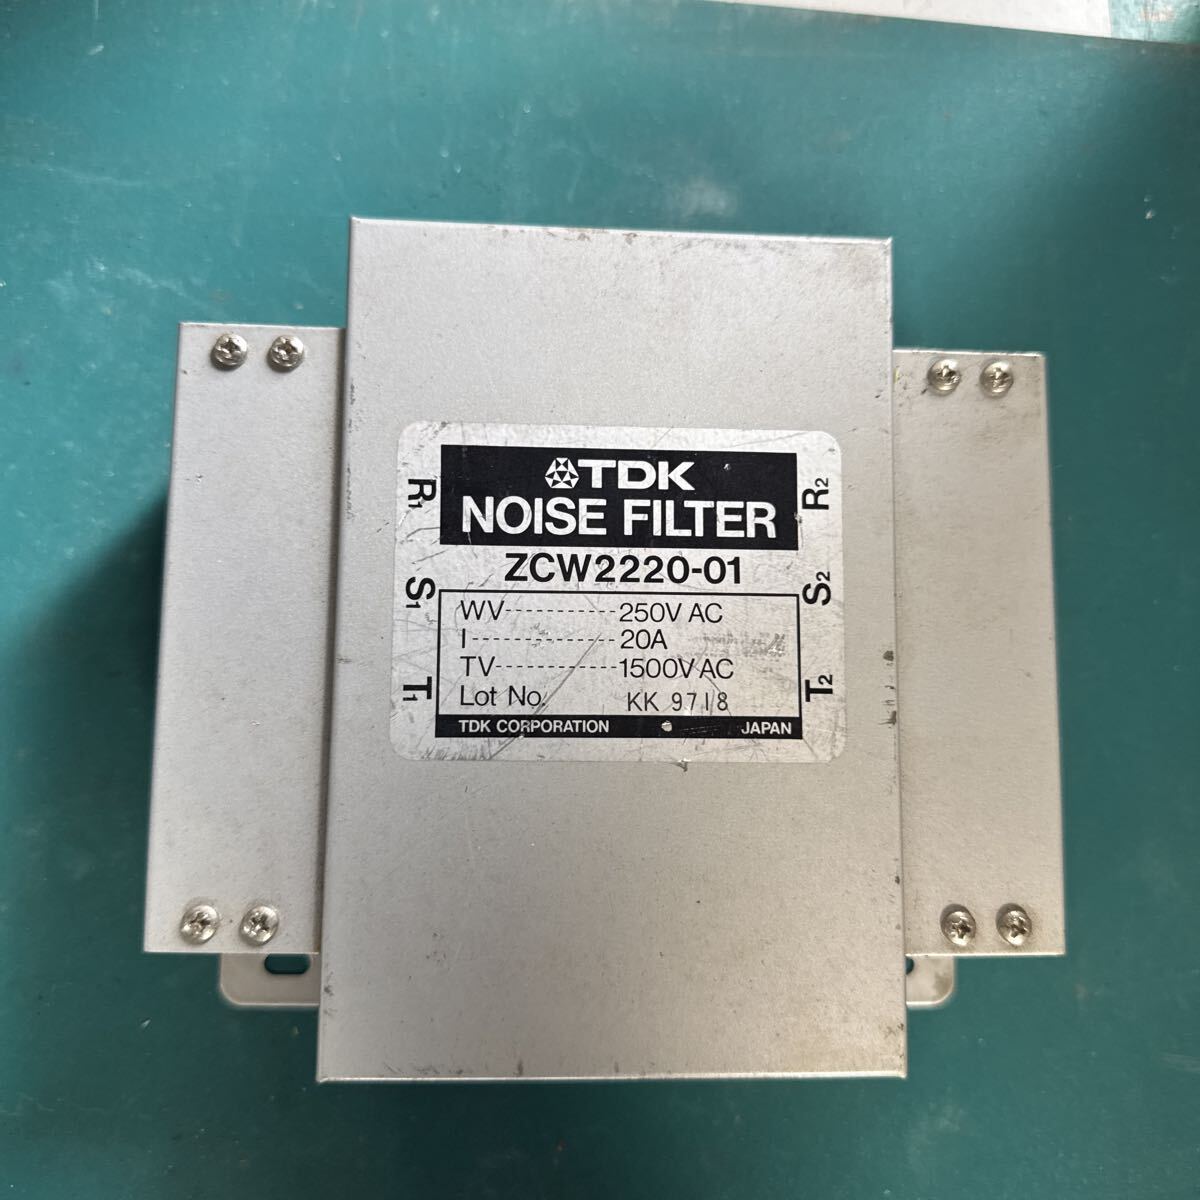 TDK
NOISE FILTER
ZCW2220-01
R1
S1
T1
R2
S2
T2
WV------------250V AC
I---------------20A
TV-------------1500V AC
Lot No. KK 9718
TDK CORPORATION JAPAN